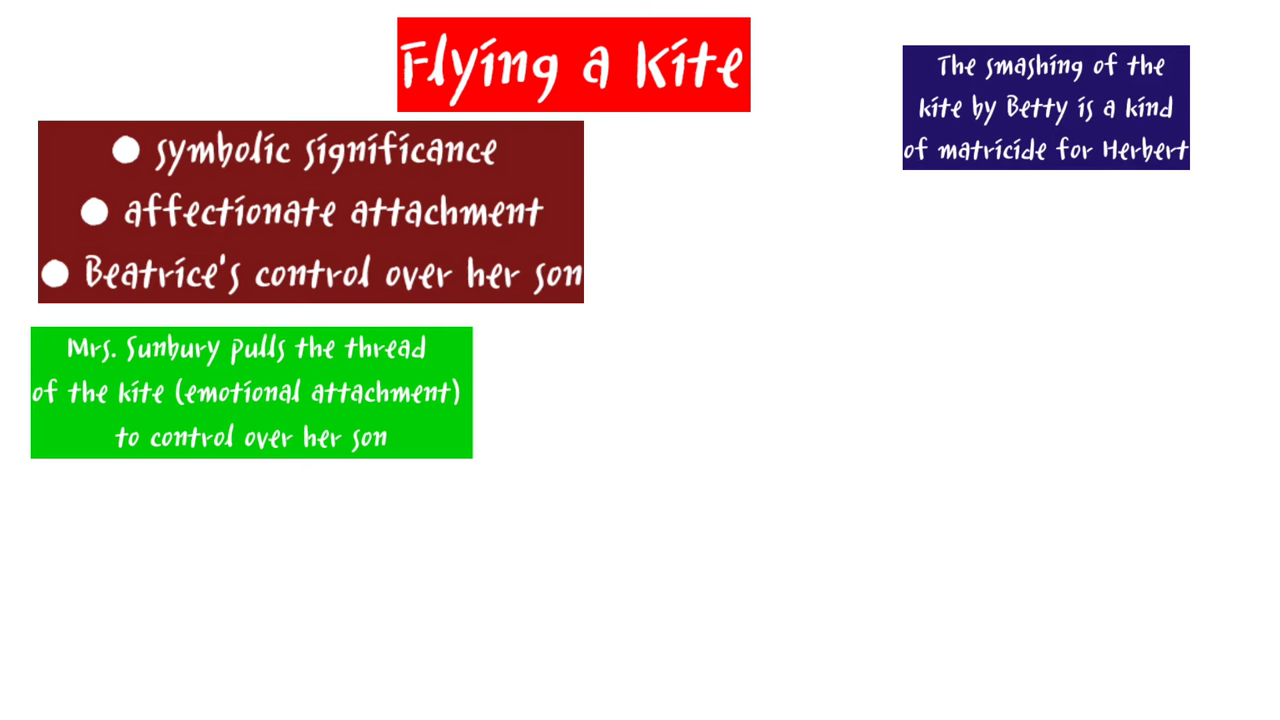 Flying a Kite
● symbolic significance
● affectionate attachment
● Beatrice's control over her son
Mrs. Sunbury pulls the thread
of the kite (emotional attachment)
to control over her son
The smashing of the
kite by Betty is a kind
of matricide for Herbert